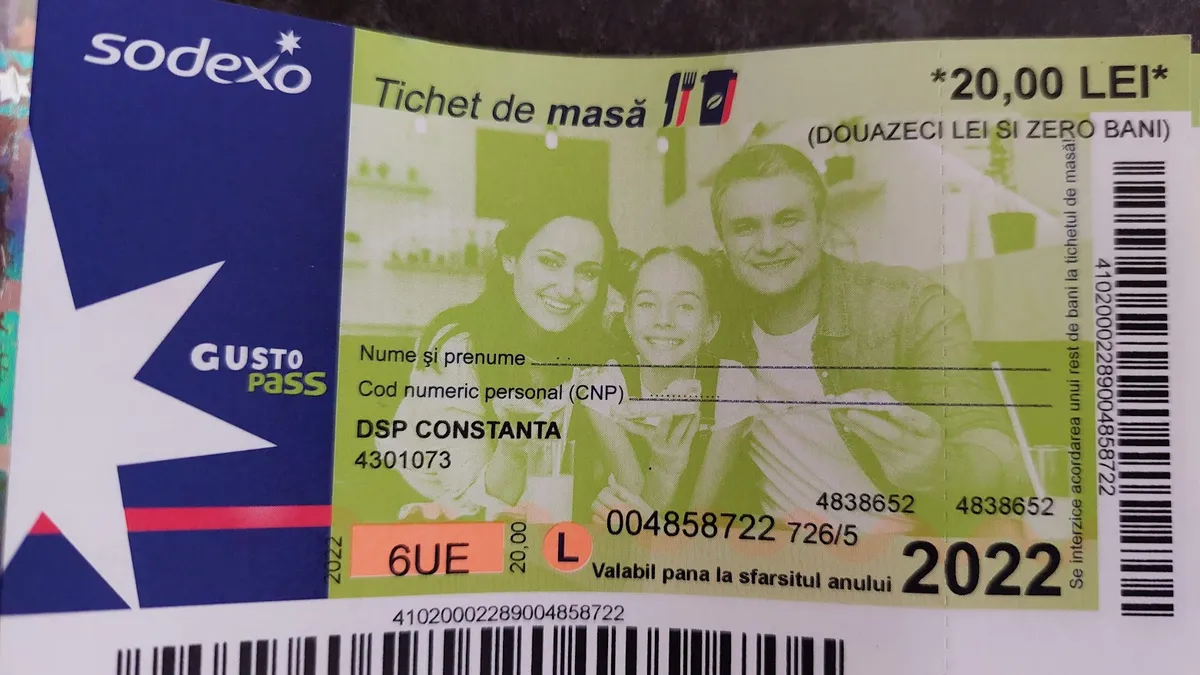 sodexo
Tichet de masă
*20,00 LEI*
(DOUAZECI LEI SI ZERO BANI)
GUSTO
pass
Nume şi prenume
Cod numeric personal (CNP)
DSP CONSTANTA
4301073
4838652
4838652
004858722 726/5
2022
6UE
20,00
L
Valabil pana la sfarsitul anului 2022
Se interzice acordarea unui rest de bani la tichetul de masă!
41020002289004858722
41020002289004858722